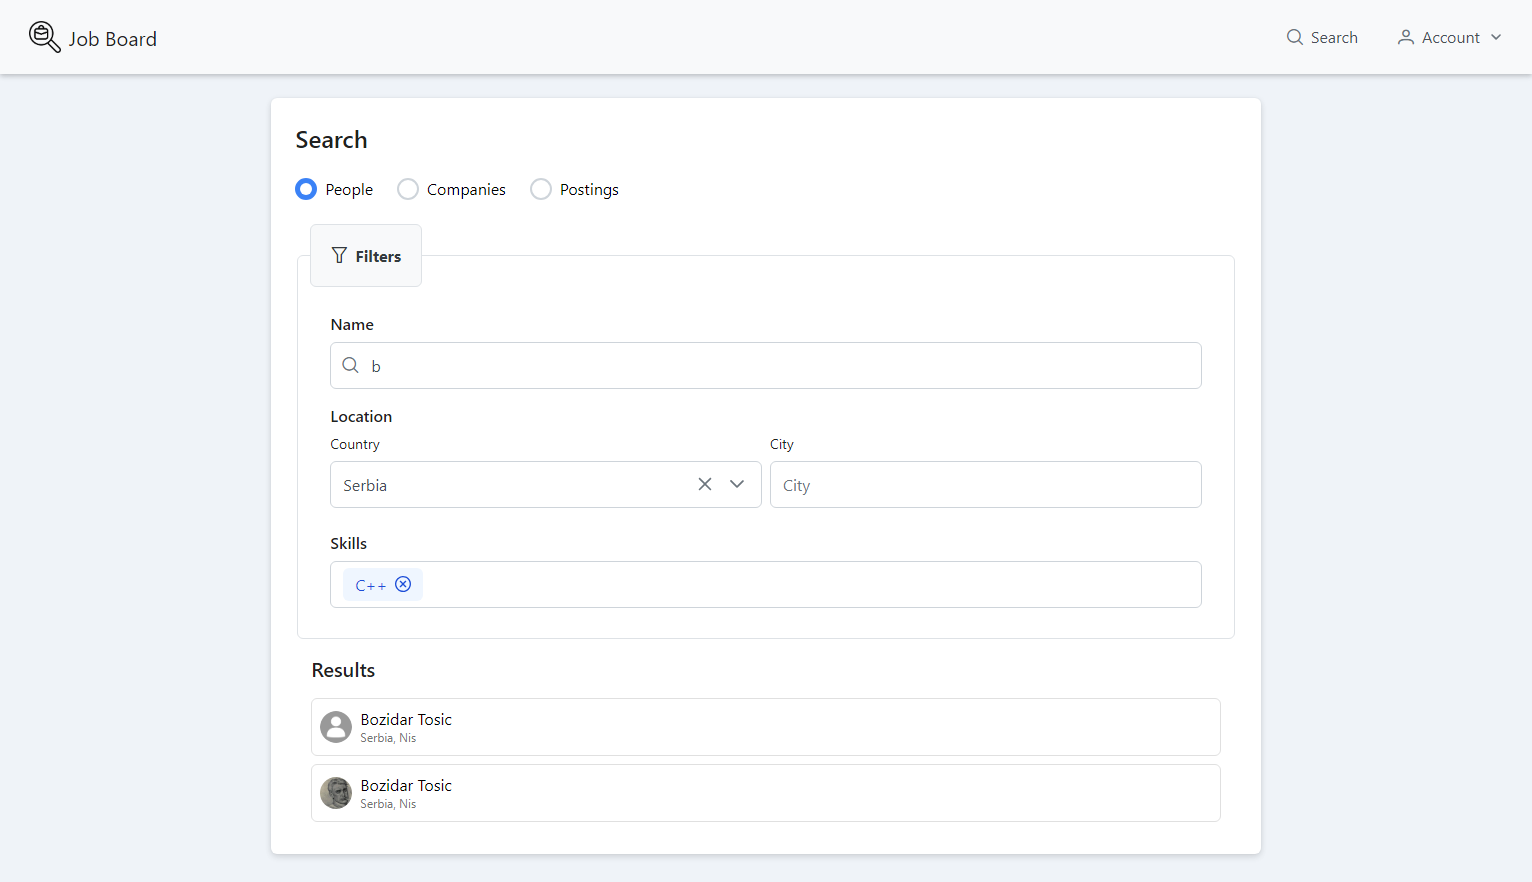 Job Board
Search
Account
Search
People
Companies
Postings
Filters
Name
b
Location
Country
City
Serbia
City
Skills
C++
Results
Bozidar Tosic
Serbia, Nis
Bozidar Tosic
Serbia, Nis